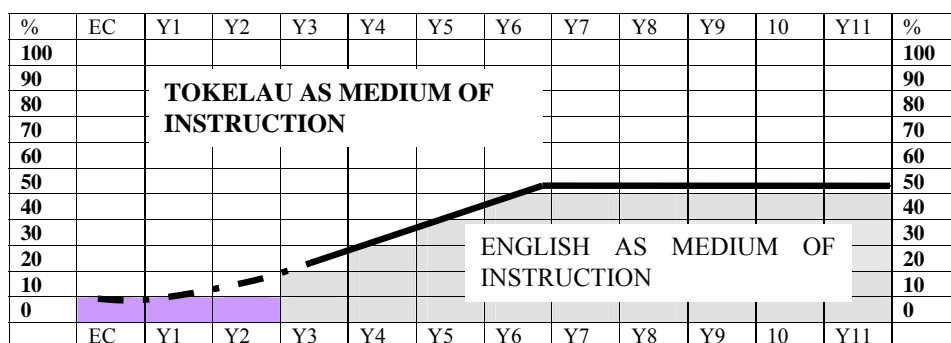 % EC Y1 Y2 Y3 Y4 Y5 Y6 Y7 Y8 Y9 10 Y11 %
100 100
90 90
80 80
70 70
60 60
50 50
40 40
30 30
20 20
10 10
0 0
EC Y1 Y2 Y3 Y4 Y5 Y6 Y7 Y8 Y9 10 Y11
TOKELAU AS MEDIUM OF
INSTRUCTION
ENGLISH AS MEDIUM OF
INSTRUCTION